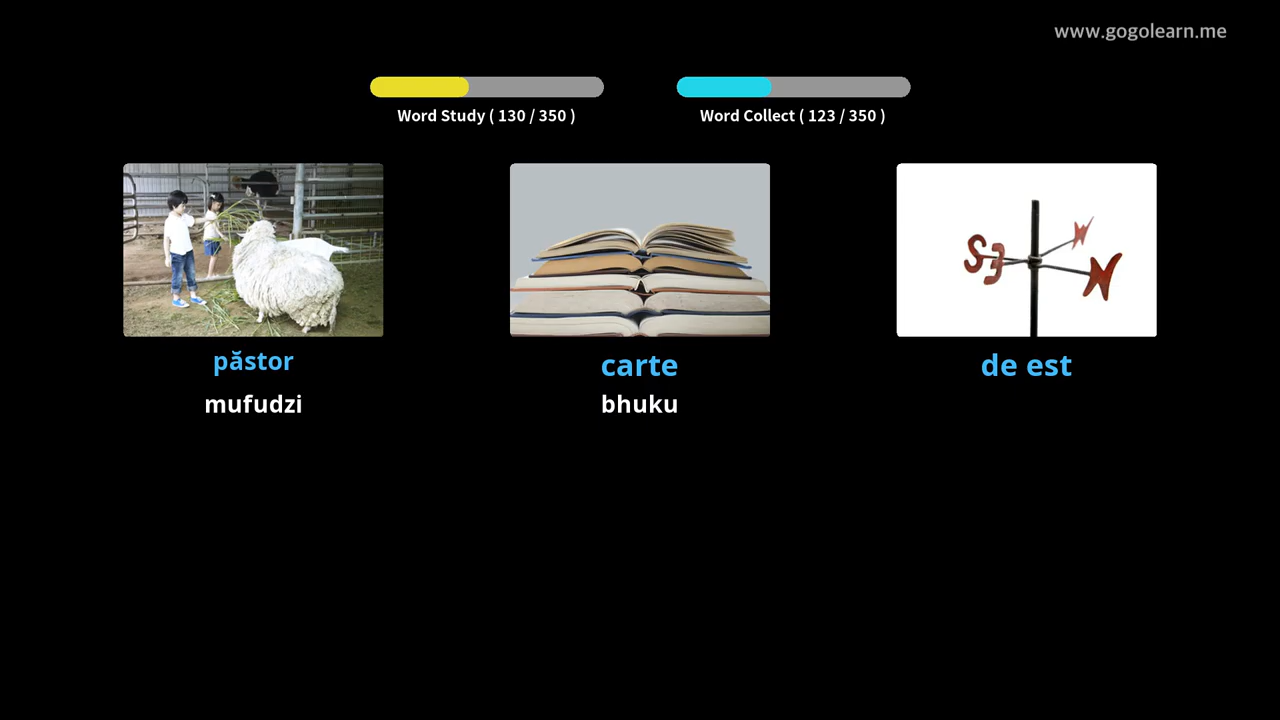 www.gogolearn.me
Word Study ( 130 / 350 )
Word Collect ( 123 / 350 )
păstor
carte
de est
mufudzi
bhuku